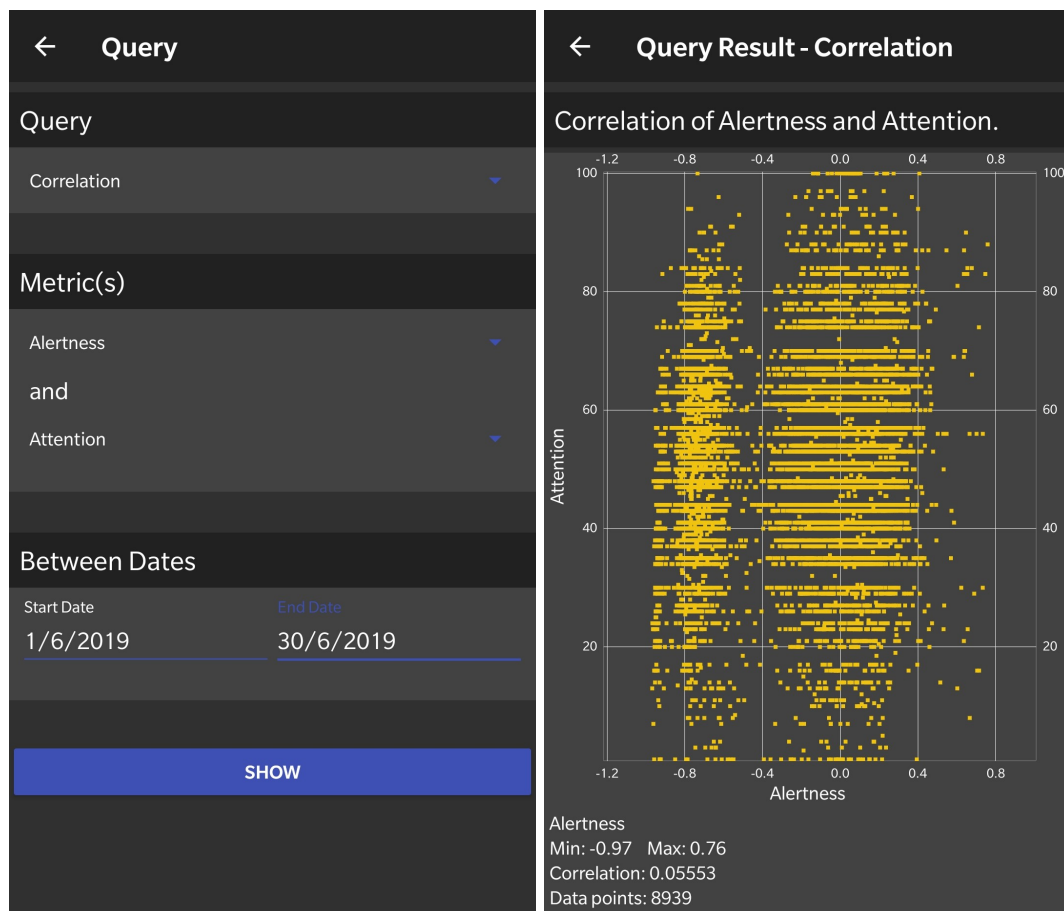 Query
Query
Correlation
Metric(s)
Alertness
and
Attention
Between Dates
Start Date End Date
1/6/2019 30/6/2019
SHOW
Query Result - Correlation
Correlation of Alertness and Attention.
-1.2 -0.8 -0.4 0.0 0.4 0.8
100 100
80 80
60 60
Attention
40 40
20 20
-1.2 -0.8 -0.4 0.0 0.4 0.8
Alertness
Alertness
Min: -0.97 Max: 0.76
Correlation: 0.05553
Data points: 8939